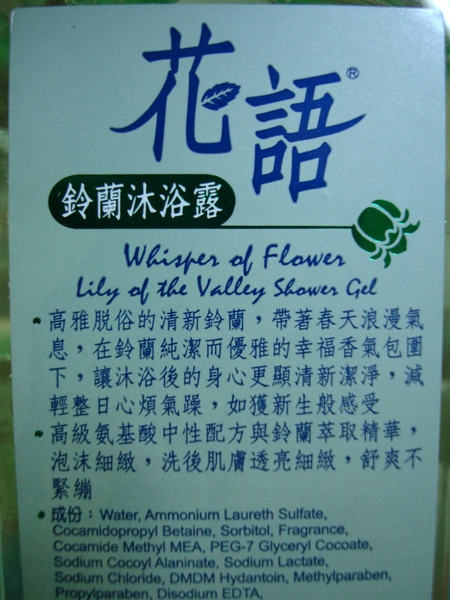 花語®
鈴蘭沐浴露
Whisper of Flower
Lily of the Valley Shower Gel
•高雅脫俗的清新鈴蘭，帶著春天浪漫氣
息，在鈴蘭純潔而優雅的幸福香氣包圍
下，讓沐浴後的身心更顯清新潔淨，減
輕整日心煩氣躁，如獲新生般感受
•高級氨基酸中性配方與鈴蘭萃取精華，
泡沫細緻，洗後肌膚透亮細緻，舒爽不
緊繃
•成份：Water, Ammonium Laureth Sulfate,
Cocamidopropyl Betaine, Sorbitol, Fragrance,
Cocamide Methyl MEA, PEG-7 Glyceryl Cocoate,
Sodium Cocoyl Alaninate, Sodium Lactate,
Sodium Chloride, DMDM Hydantoin, Methylparaben,
Propylparaben, Disodium EDTA,